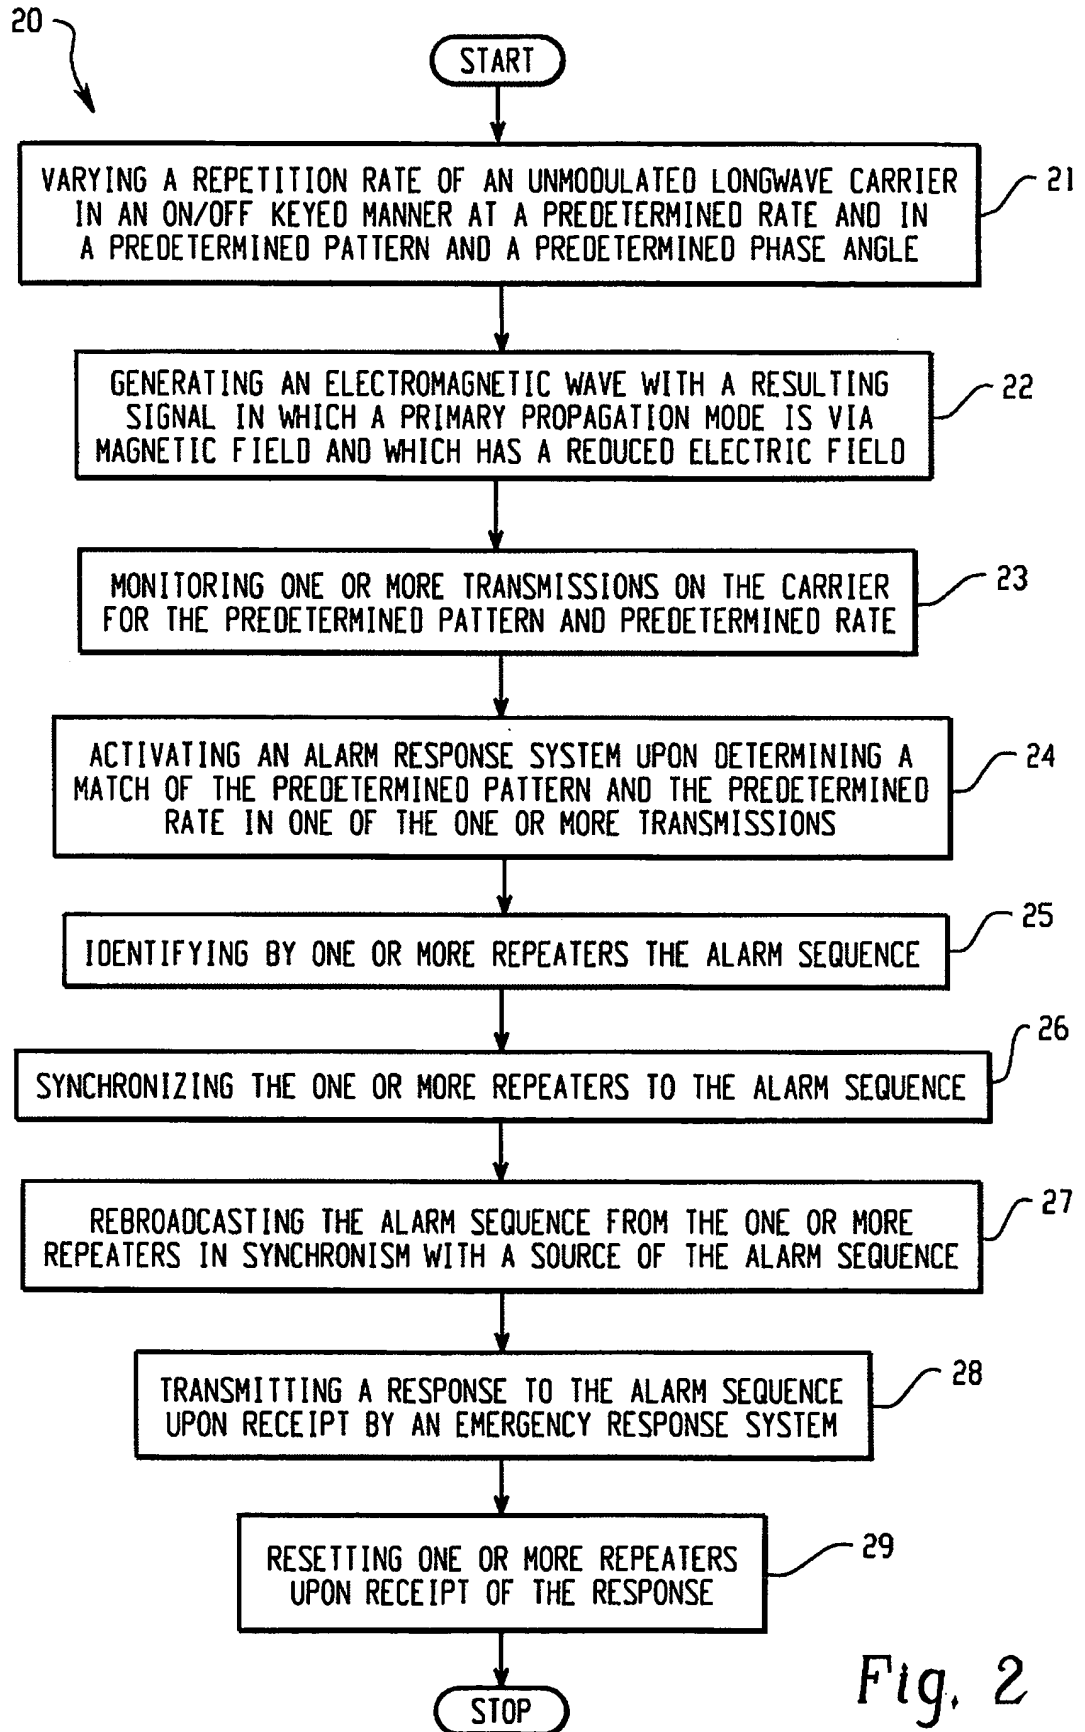 20
START
VARYING A REPETITION RATE OF AN UNMODULATED LONGWAVE CARRIER
IN AN ON/OFF KEYED MANNER AT A PREDETERMINED RATE AND IN
A PREDETERMINED PATTERN AND A PREDETERMINED PHASE ANGLE
21
GENERATING AN ELECTROMAGNETIC WAVE WITH A RESULTING
SIGNAL IN WHICH A PRIMARY PROPAGATION MODE IS VIA
MAGNETIC FIELD AND WHICH HAS A REDUCED ELECTRIC FIELD
22
MONITORING ONE OR MORE TRANSMISSIONS ON THE CARRIER
FOR THE PREDETERMINED PATTERN AND PREDETERMINED RATE
23
ACTIVATING AN ALARM RESPONSE SYSTEM UPON DETERMINING A
MATCH OF THE PREDETERMINED PATTERN AND THE PREDETERMINED
RATE IN ONE OF THE ONE OR MORE TRANSMISSIONS
24
IDENTIFYING BY ONE OR MORE REPEATERS THE ALARM SEQUENCE
25
SYNCHRONIZING THE ONE OR MORE REPEATERS TO THE ALARM SEQUENCE
26
REBROADCASTING THE ALARM SEQUENCE FROM THE ONE OR MORE
REPEATERS IN SYNCHRONISM WITH A SOURCE OF THE ALARM SEQUENCE
27
TRANSMITTING A RESPONSE TO THE ALARM SEQUENCE
UPON RECEIPT BY AN EMERGENCY RESPONSE SYSTEM
28
RESETTING ONE OR MORE REPEATERS
UPON RECEIPT OF THE RESPONSE
29
STOP
Fig. 2